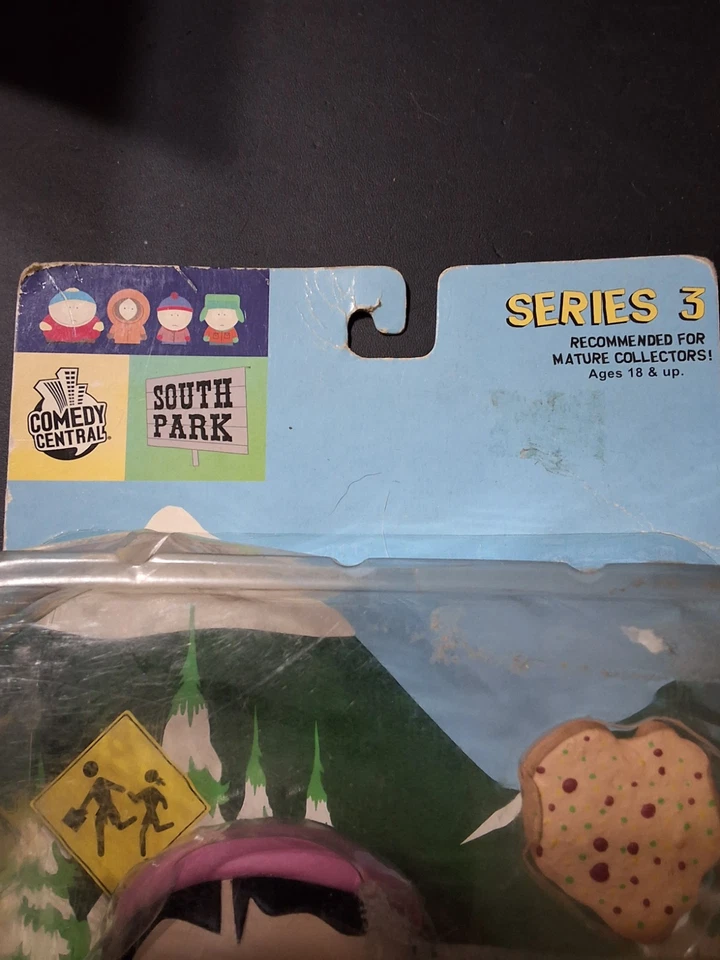 SERIES 3
RECOMMENDED FOR
MATURE COLLECTORS!
Ages 18 & up.
COMEDY
CENTRAL
SOUTH
PARK